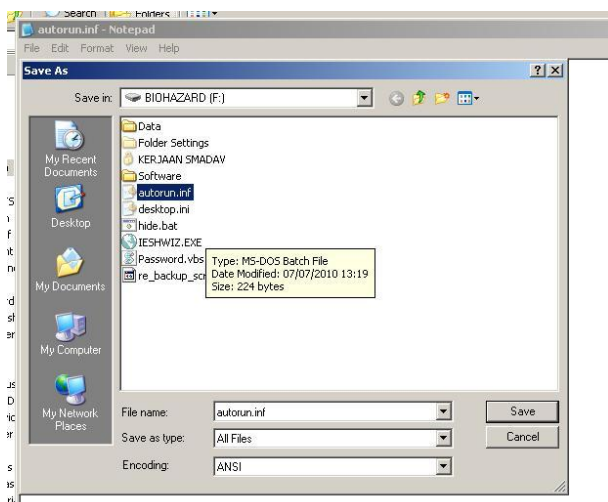 Search Folders
autorun.inf - Notepad
File Edit Format View Help
Save As
Save in: BIOHAZARD (F:)
My Recent Documents
Desktop
My Documents
My Computer
My Network Places
Data
Folder Settings
KERJAAN SMADAV
Software
autorun.inf
desktop.ini
hide.bat
IESHWIZ.EXE
Password.vbs
Type: MS-DOS Batch File
Date Modified: 07/07/2010 13:19
Size: 224 bytes
File name: autorun.inf
Save as type: All Files
Encoding: ANSI
Save
Cancel